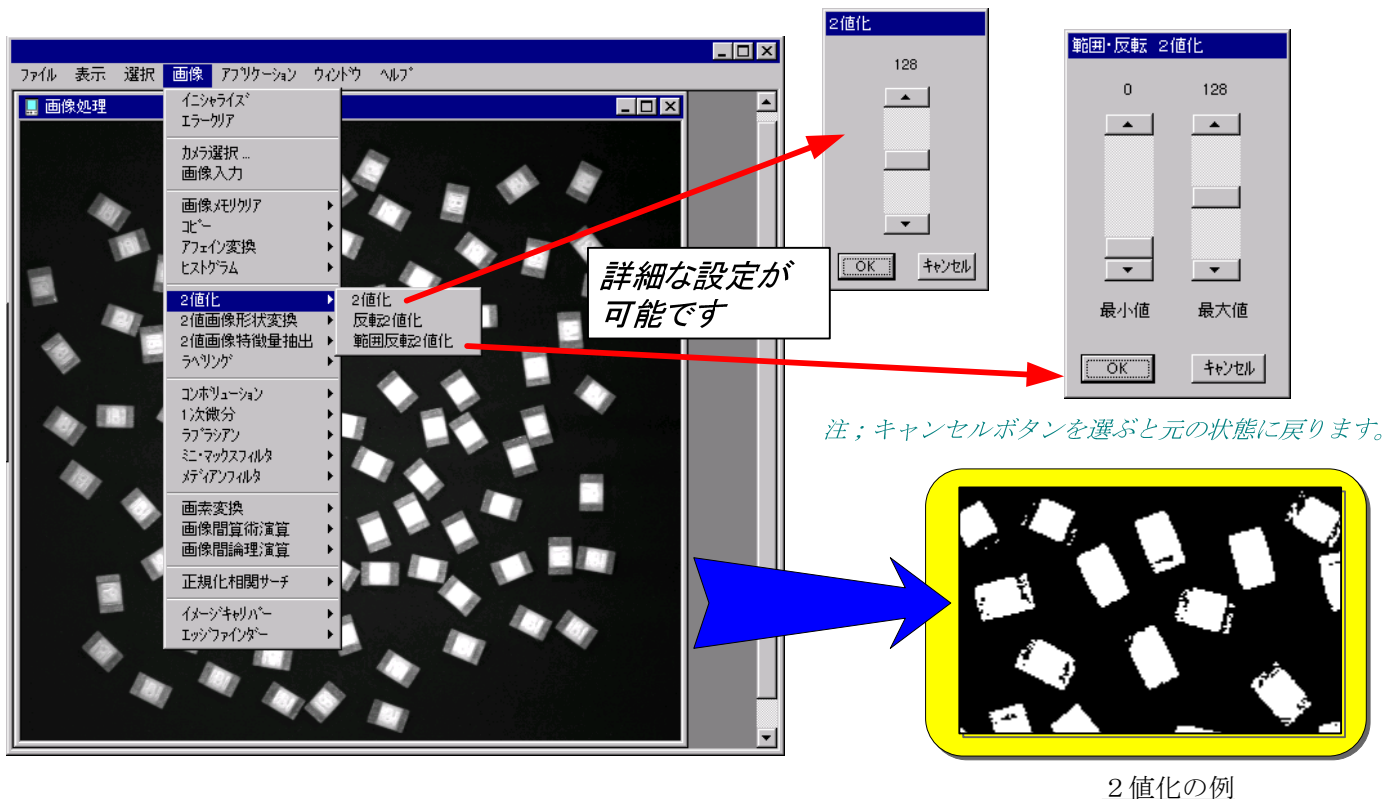 ファイル 表示 選択 画像 アプリケーション ウィンドウ ヘルプ
画像処理
イニシャライズ
エラークリア
カメラ選択 ...
画像入力
画像メモリクリア
コピー
アフェイン変換
ヒストグラム
2値化
2値画像形状変換
2値画像特徴量抽出
ラベリング
コンボリューション
1次微分
ラプラシアン
ミニ・マックスフィルタ
メディアンフィルタ
画素変換
画像間算術演算
画像間論理演算
正規化相関サーチ
イメージキャリパー
エッジファインダー
2値化
反転2値化
範囲反転2値化
詳細な設定が
可能です
2値化
128
OK キャンセル
範囲・反転 2値化
0 128
最小値 最大値
OK キャンセル
注；キャンセルボタンを選ぶと元の状態に戻ります。
２値化の例